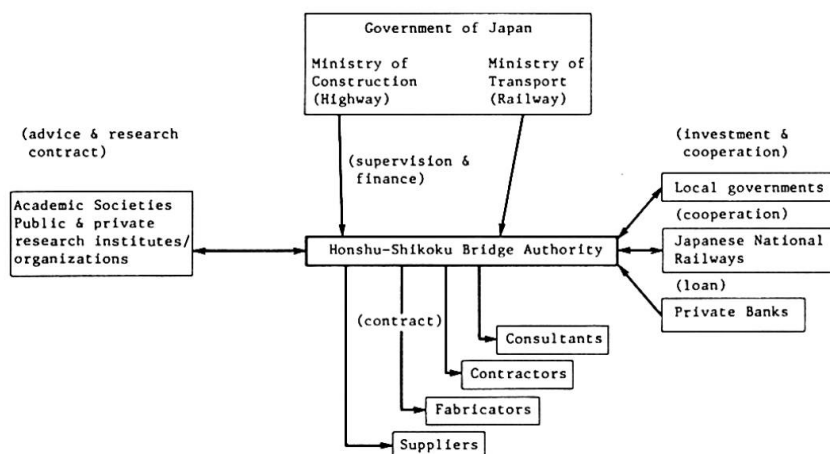 Government of Japan
Ministry of
Construction
(Highway)
Ministry of
Transport
(Railway)
(advice & research
contract)
(supervision &
finance)
(investment &
cooperation)
Academic Societies
Public & private
research institutes/
organizations
Honshu-Shikoku Bridge Authority
Local governments
(cooperation)
Japanese National
Railways
(loan)
Private Banks
(contract)
Consultants
Contractors
Fabricators
Suppliers